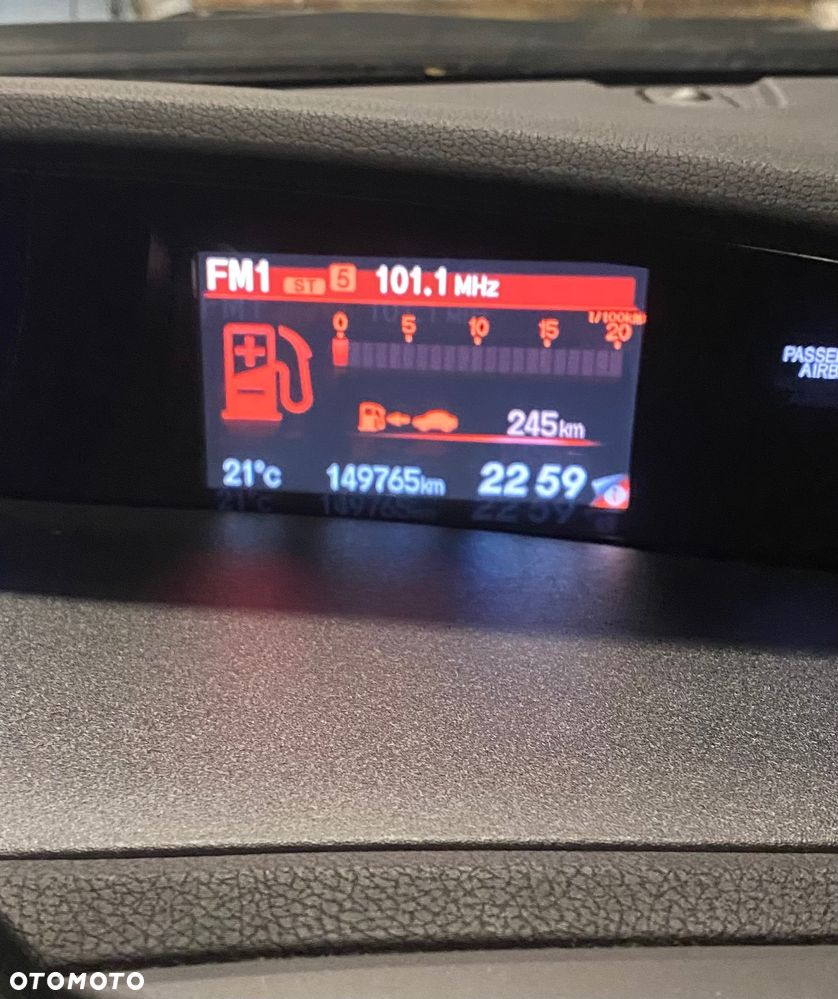 FM1 ST 5 101.1 MHz
1/100km
0 5 10 15 20
245km
21°c 149765km 22 59
PASSE
AIRB
OTOMOTO